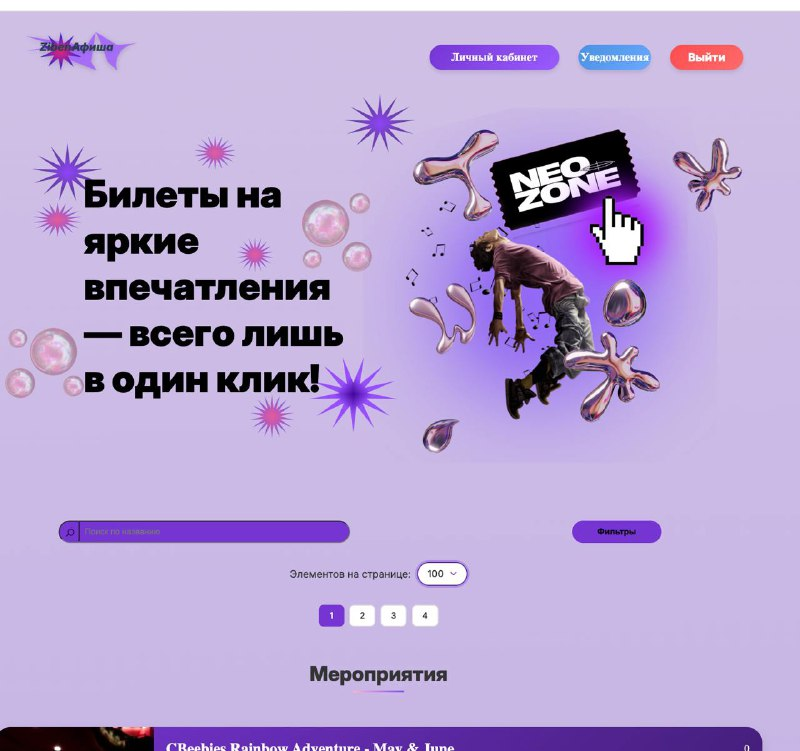 ZiberАфиша
Личный кабинет
Уведомления
Выйти
NEO
ZONE
Билеты на
яркие
впечатления
— всего лишь
в один клик!
Поиск по названию
Фильтры
Элементов на странице: 100
1 2 3 4
Мероприятия
CBeebies Rainbow Adventure - May & June
0